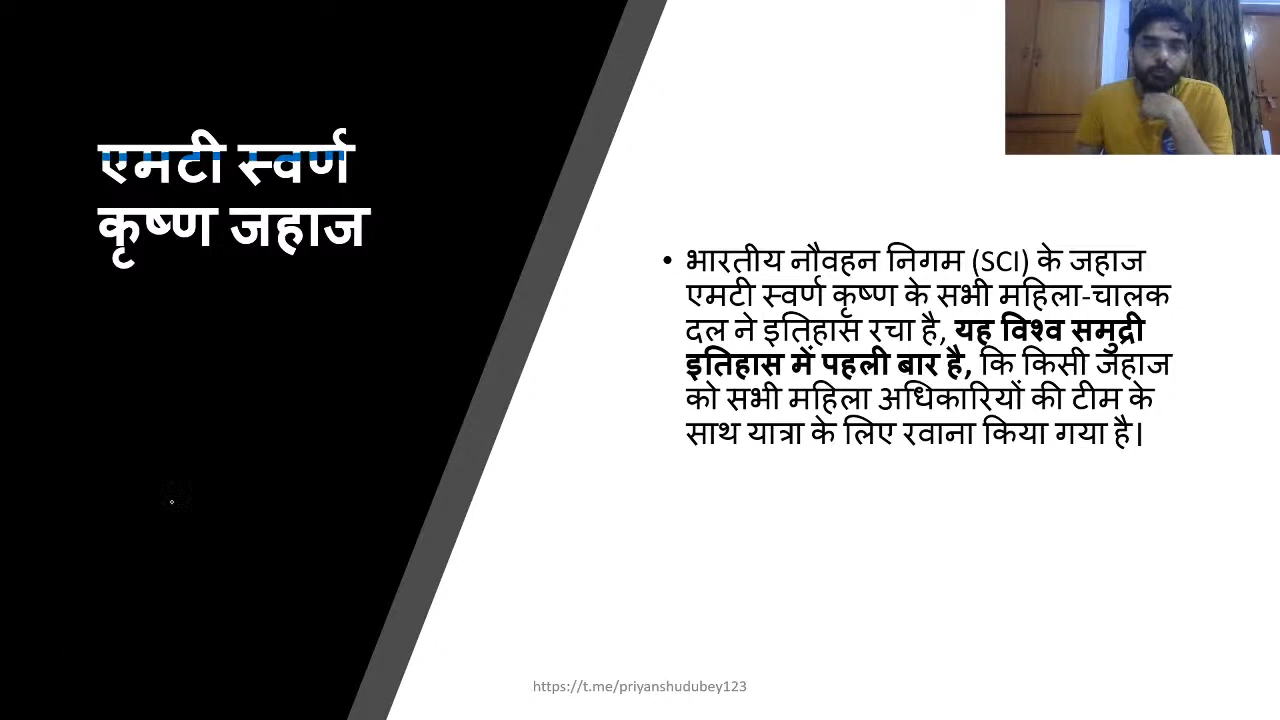 एमटी स्वर्ण
कृष्ण जहाज
• भारतीय नौवहन निगम (SCI) के जहाज
एमटी स्वर्ण कृष्ण के सभी महिला-चालक
दल ने इतिहास रचा है, यह विश्व समुद्री
इतिहास में पहली बार है, कि किसी जहाज
को सभी महिला अधिकारियों की टीम के
साथ यात्रा के लिए रवाना किया गया है।
https://t.me/priyanshudubey123